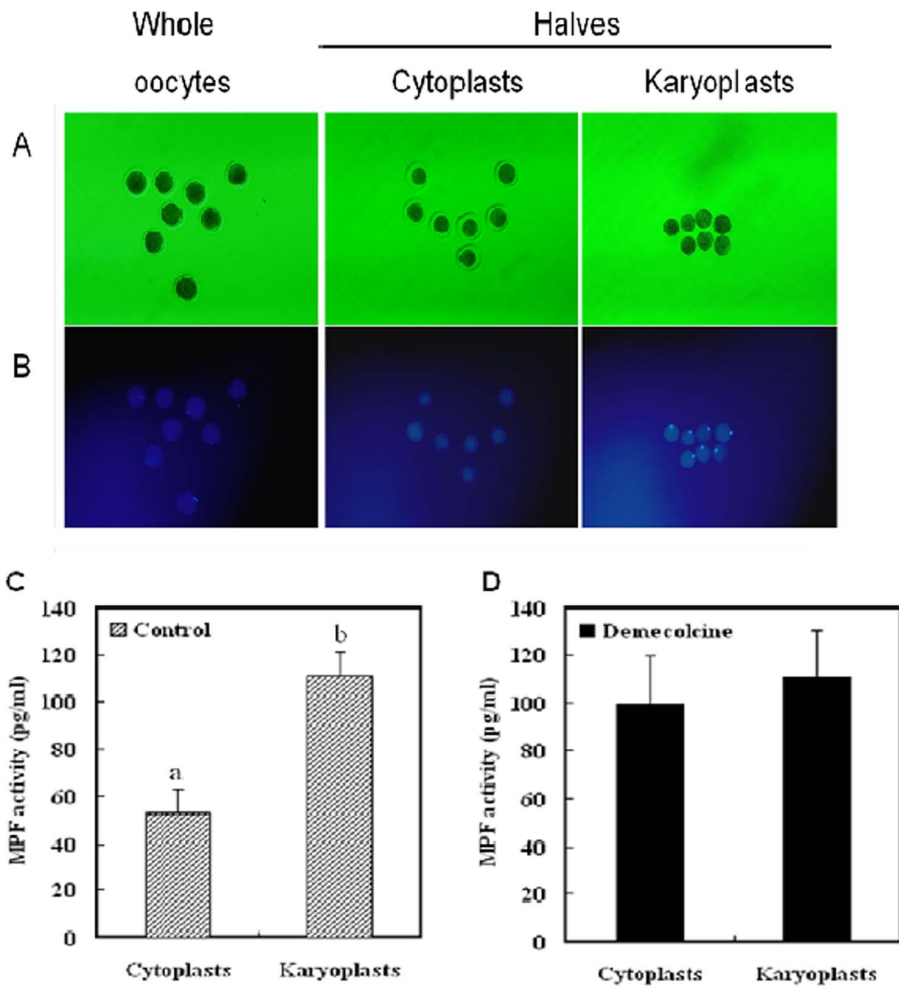 Whole
oocytes
Halves
Cytoplasts
Karyoplasts
A
B
C
140
120
100
80
60
40
20
0
MPF activity (pg/ml)
Control
a
b
Cytoplasts
Karyoplasts
D
140
120
100
80
60
40
20
0
MPF activity (pg/ml)
Demecolcine
Cytoplasts
Karyoplasts